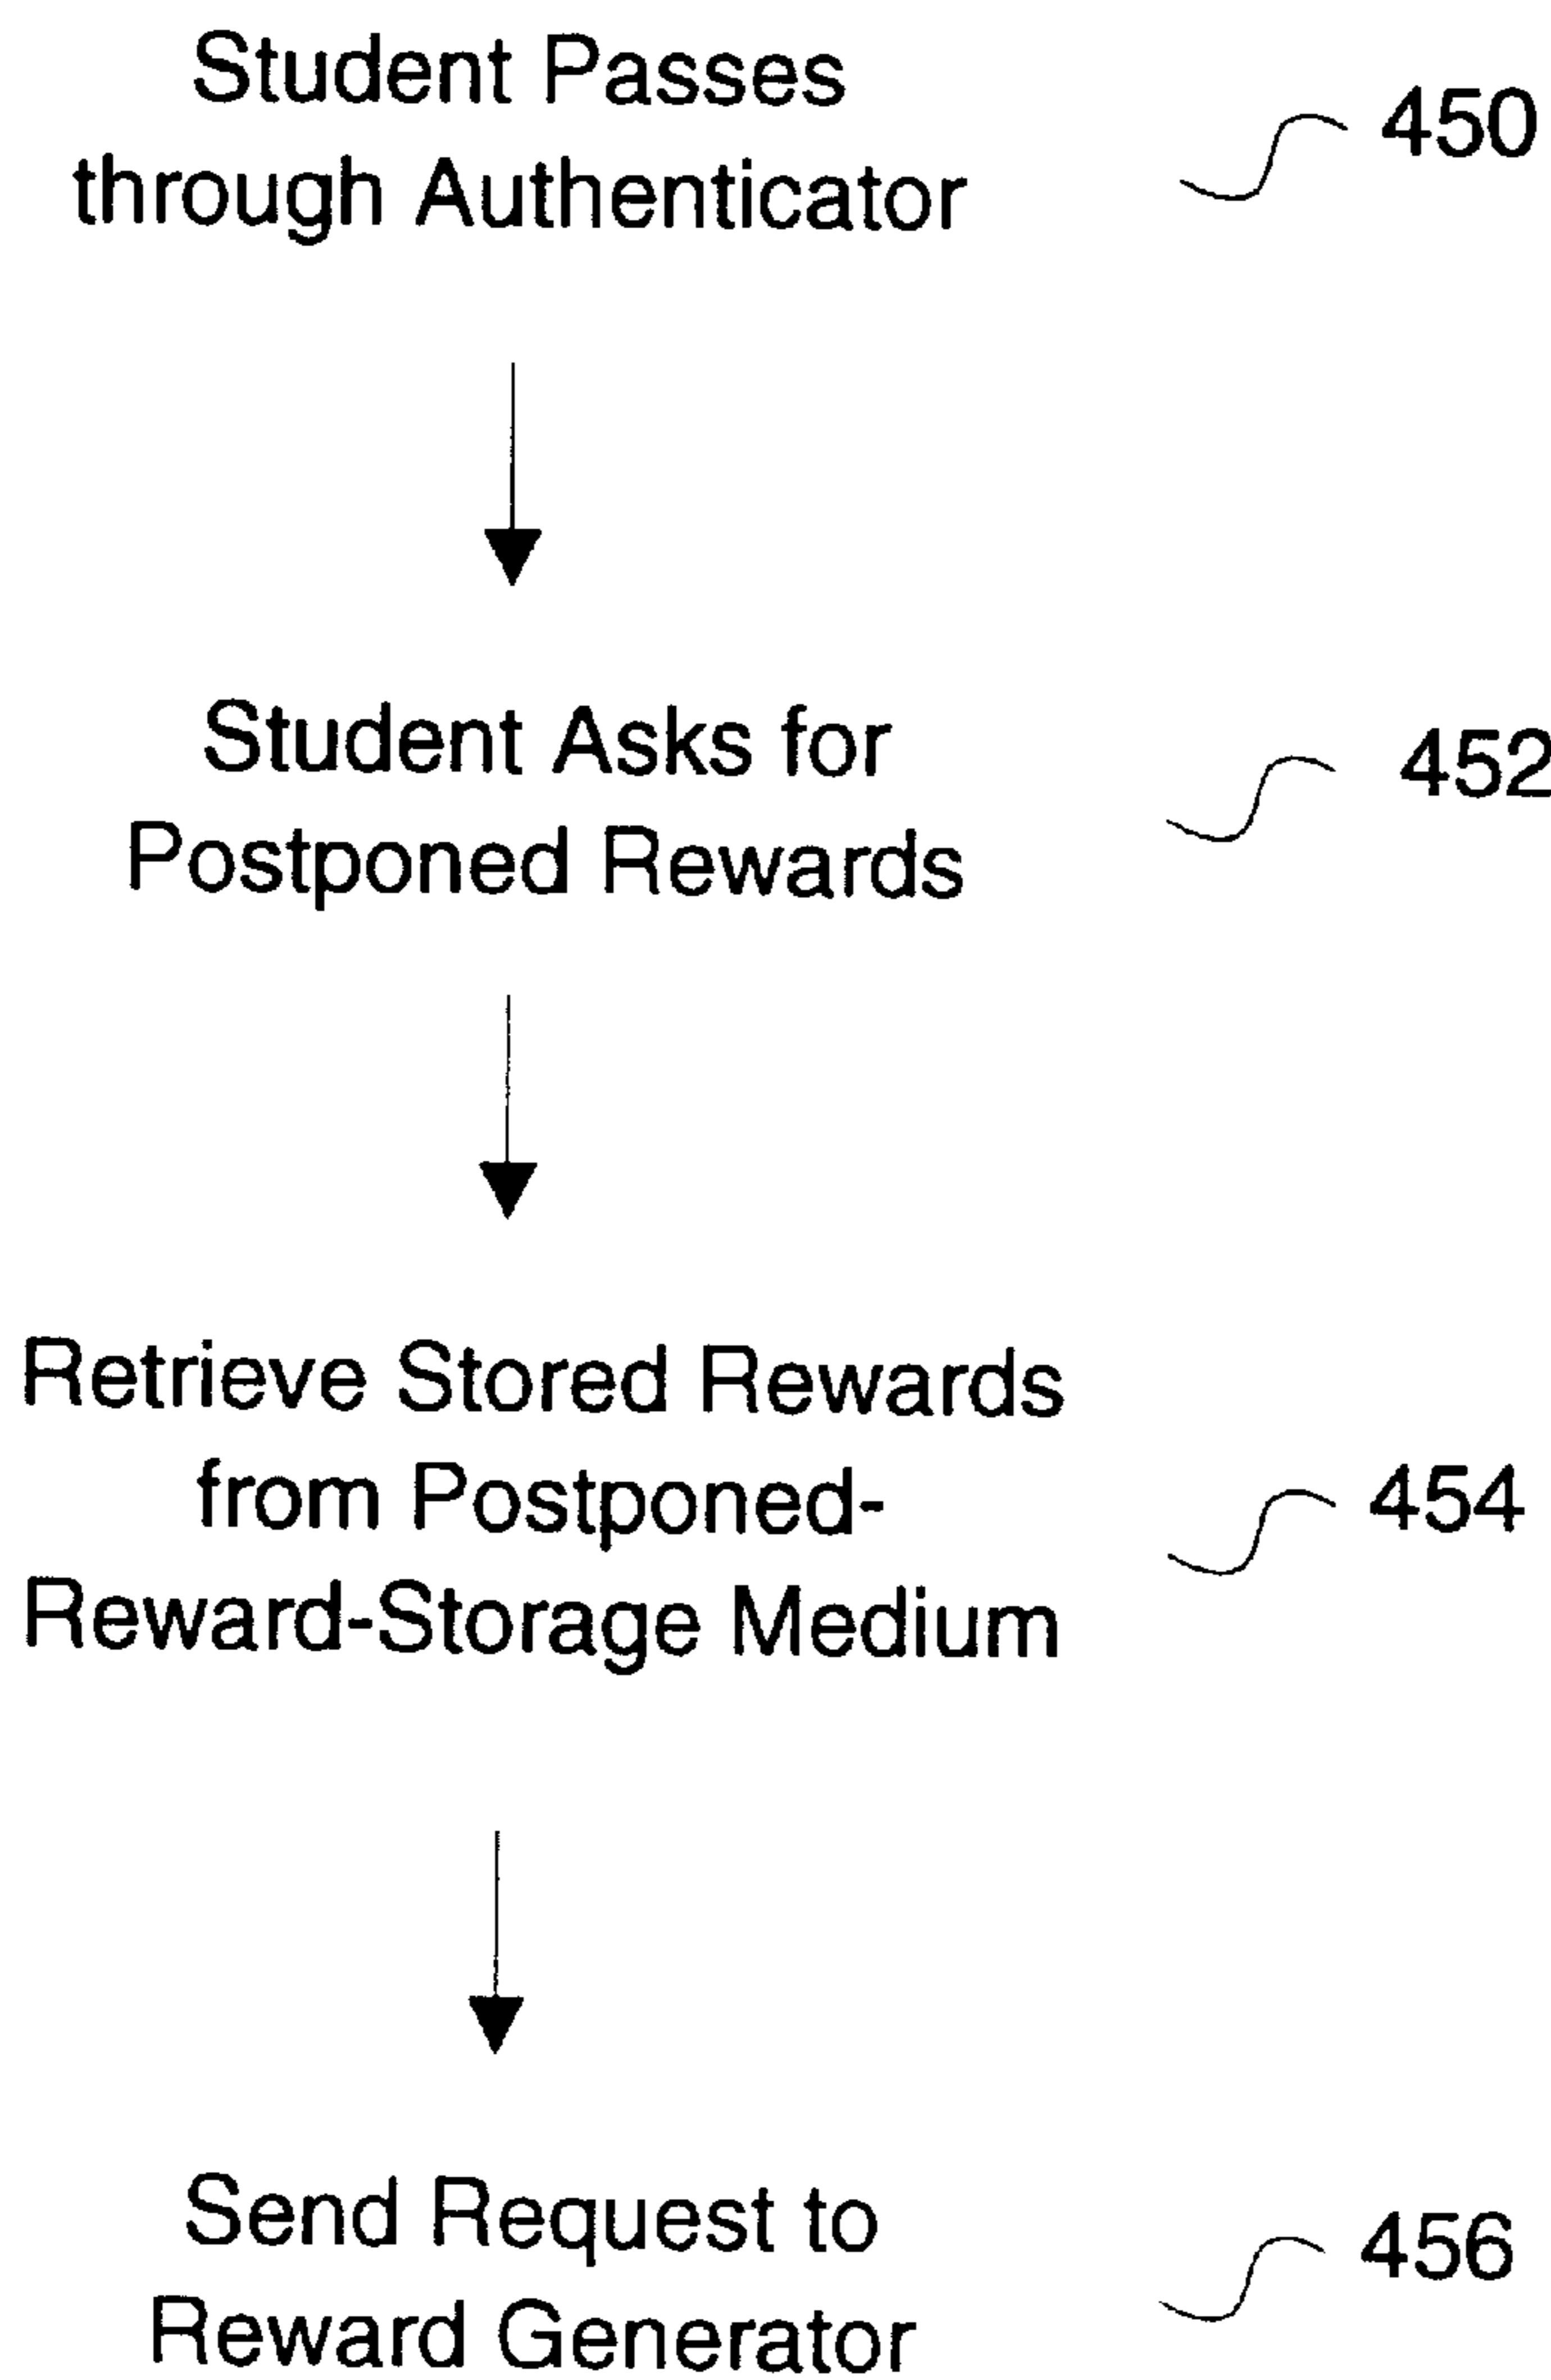 Student Passes
through Authenticator
450
Student Asks for
Postponed Rewards
452
Retrieve Stored Rewards
from Postponed-
Reward-Storage Medium
454
Send Request to
Reward Generator
456